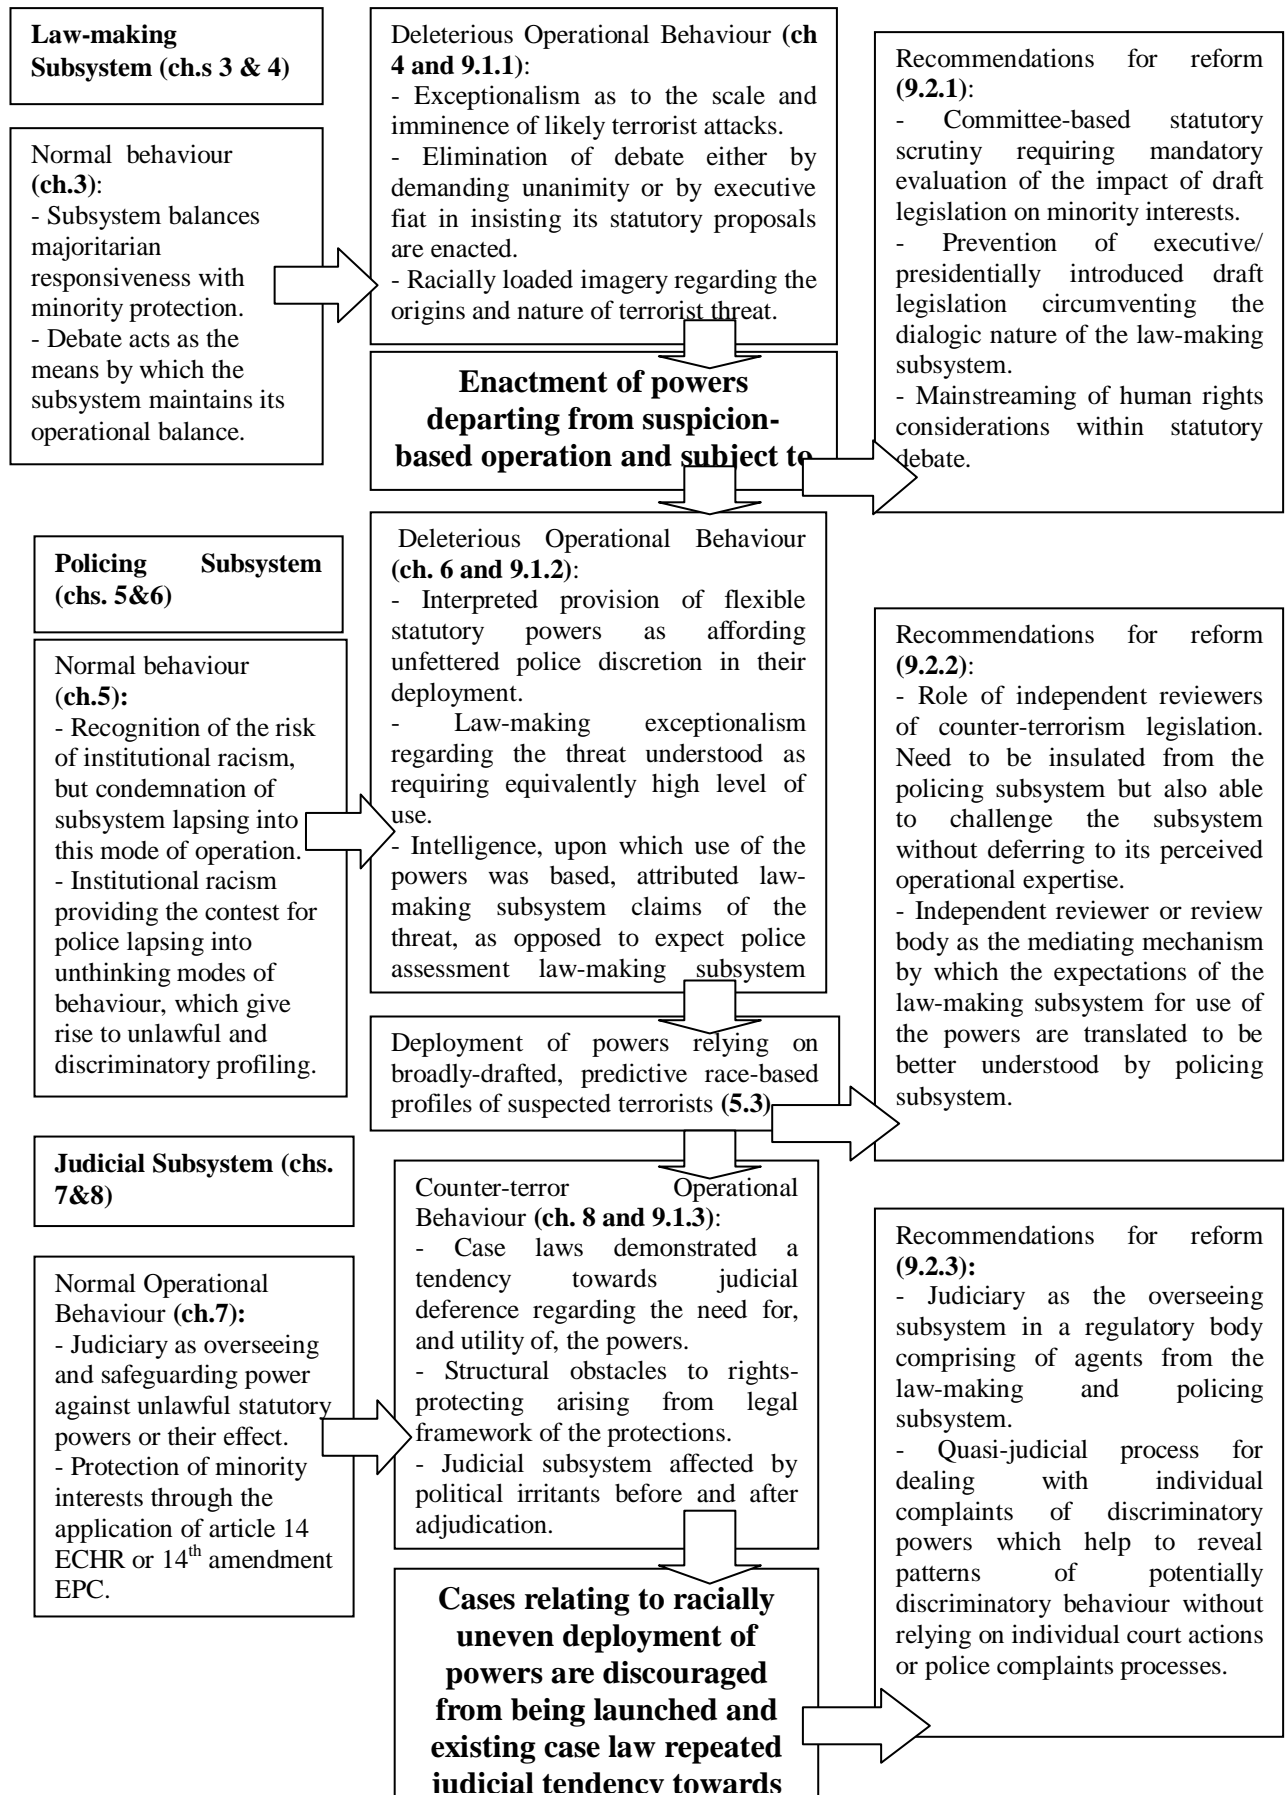 Law-making
Subsystem (ch.s 3 & 4)
Normal behaviour
(ch.3):
- Subsystem balances
majoritarian
responsiveness with
minority protection.
- Debate acts as the
means by which the
subsystem maintains its
operational balance.
Deleterious Operational Behaviour (ch
4 and 9.1.1):
- Exceptionalism as to the scale and
imminence of likely terrorist attacks.
- Elimination of debate either by
demanding unanimity or by executive
fiat in insisting its statutory proposals
are enacted.
- Racially loaded imagery regarding the
origins and nature of terrorist threat.
Enactment of powers
departing from suspicion-
based operation and subject to
Recommendations for reform
(9.2.1):
- Committee-based statutory
scrutiny requiring mandatory
evaluation of the impact of draft
legislation on minority interests.
- Prevention of executive/
presidentially introduced draft
legislation circumventing the
dialogic nature of the law-making
subsystem.
- Mainstreaming of human rights
considerations within statutory
debate.
Policing Subsystem
(chs. 5&6)
Normal behaviour
(ch.5):
- Recognition of the risk
of institutional racism,
but condemnation of
subsystem lapsing into
this mode of operation.
- Institutional racism
providing the contest for
police lapsing into
unthinking modes of
behaviour, which give
rise to unlawful and
discriminatory profiling.
Deleterious Operational Behaviour
(ch. 6 and 9.1.2):
- Interpreted provision of flexible
statutory powers as affording
unfettered police discretion in their
deployment.
- Law-making exceptionalism
regarding the threat understood as
requiring equivalently high level of
use.
- Intelligence, upon which use of the
powers was based, attributed law-
making subsystem claims of the
threat, as opposed to expect police
assessment law-making subsystem
Deployment of powers relying on
broadly-drafted, predictive race-based
profiles of suspected terrorists (5.3)
Recommendations for reform
(9.2.2):
- Role of independent reviewers
of counter-terrorism legislation.
Need to be insulated from the
policing subsystem but also able
to challenge the subsystem
without deferring to its perceived
operational expertise.
- Independent reviewer or review
body as the mediating mechanism
by which the expectations of the
law-making subsystem for use of
the powers are translated to be
better understood by policing
subsystem.
Judicial Subsystem (chs.
7&8)
Normal Operational
Behaviour (ch.7):
- Judiciary as overseeing
and safeguarding power
against unlawful statutory
powers or their effect.
- Protection of minority
interests through the
application of article 14
ECHR or 14th amendment
EPC.
Counter-terror Operational
Behaviour (ch. 8 and 9.1.3):
- Case laws demonstrated a
tendency towards judicial
deference regarding the need for,
and utility of, the powers.
- Structural obstacles to rights-
protecting arising from legal
framework of the protections.
- Judicial subsystem affected by
political irritants before and after
adjudication.
Cases relating to racially
uneven deployment of
powers are discouraged
from being launched and
existing case law repeated
judicial tendency towards
Recommendations for reform
(9.2.3):
- Judiciary as the overseeing
subsystem in a regulatory body
comprising of agents from the
law-making and policing
subsystem.
- Quasi-judicial process for
dealing with individual
complaints of discriminatory
powers which help to reveal
patterns of potentially
discriminatory behaviour without
relying on individual court actions
or police complaints processes.